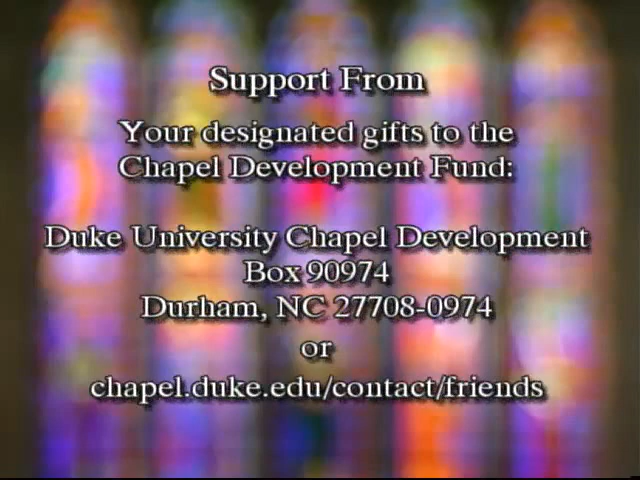 Support From
Your designated gifts to the
Chapel Development Fund:
Duke University Chapel Development
Box 90974
Durham, NC 27708-0974
or
chapel.duke.edu/contact/friends